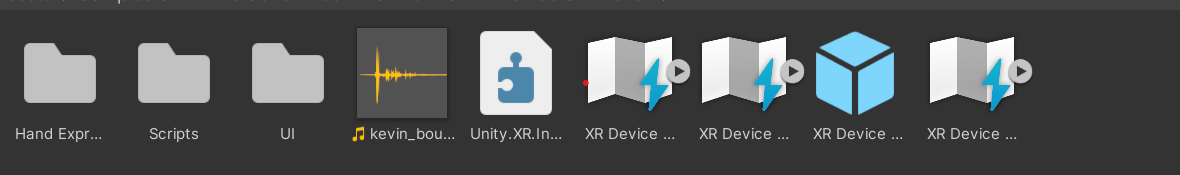 Hand Expr...
Scripts
UI
kevin_bou...
Unity.XR.In...
XR Device ...
XR Device ...
XR Device ...
XR Device ...